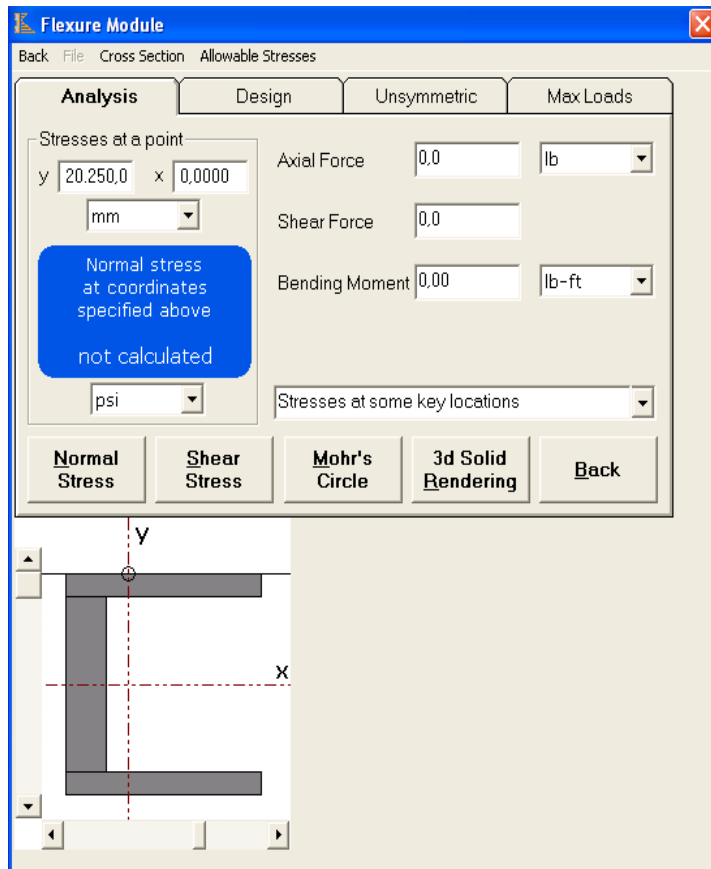 Flexure Module
Back File Cross Section Allowable Stresses
Analysis Design Unsymmetric Max Loads
Stresses at a point
y 20.250,0 x 0,0000
mm
Normal stress
at coordinates
specified above
not calculated
psi
Axial Force 0,0 lb
Shear Force 0,0
Bending Moment 0,00 lb-ft
Stresses at some key locations
Normal Stress
Shear Stress
Mohr's Circle
3d Solid Rendering
Back
y
x